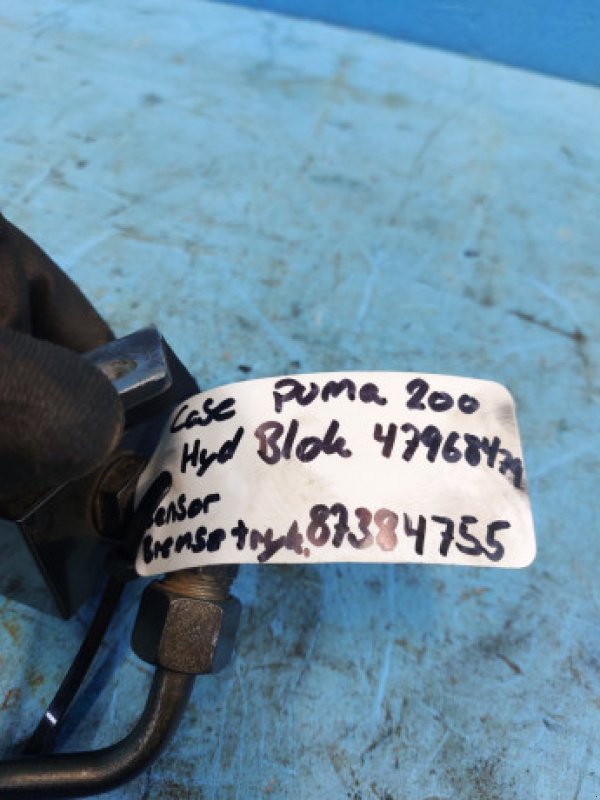 Case Puma 200
Hyd Blok 47968479
Sensor
Bremsetryk. 87384755